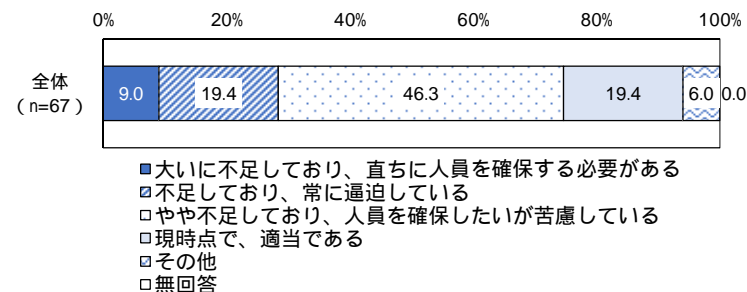 0% 20% 40% 60% 80% 100%
全体
(n=67)
9.0 19.4 46.3 19.4 6.0 0.0
大いに不足しており、直ちに人員を確保する必要がある
不足しており、常に逼迫している
やや不足しており、人員を確保したいが苦慮している
現時点で、適当である
その他
無回答